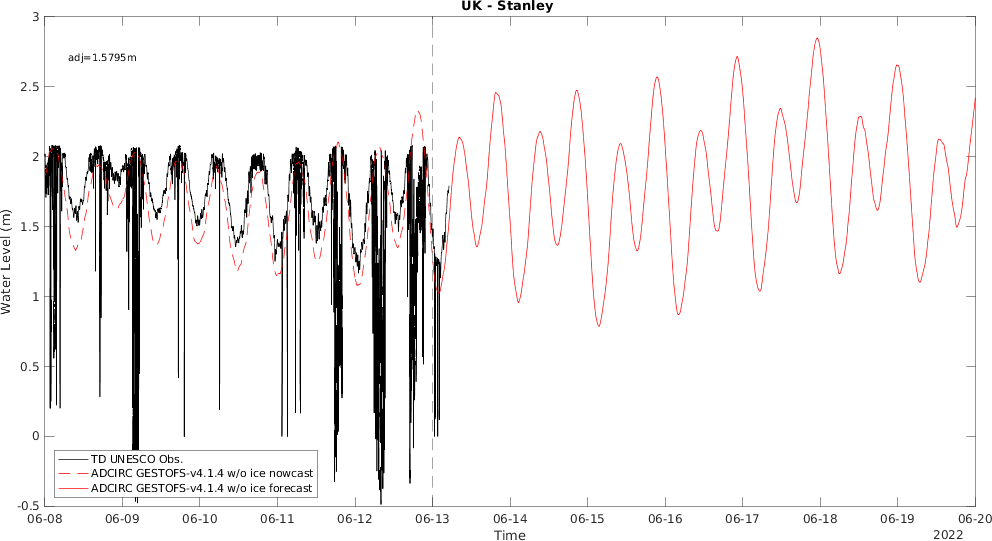 UK - Stanley
adj=1.5795m
Water Level (m)
3
2.5
2
1.5
1
0.5
0
-0.5
TD UNESCO Obs.
ADCIRC GESTOFS-v4.1.4 w/o ice nowcast
ADCIRC GESTOFS-v4.1.4 w/o ice forecast
06-08 06-09 06-10 06-11 06-12 06-13 06-14 06-15 06-16 06-17 06-18 06-19 06-20
Time
2022